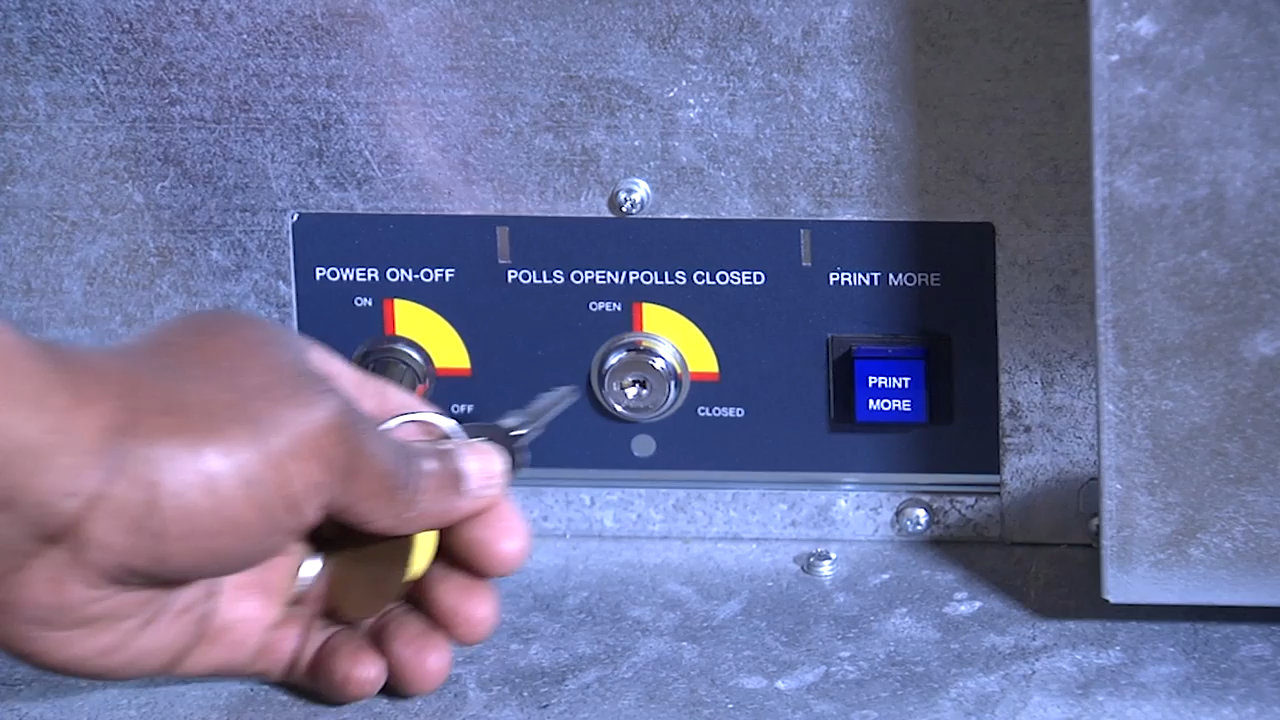 POWER ON-OFF
ON
OFF
POLLS OPEN/POLLS CLOSED
OPEN
CLOSED
PRINT MORE
PRINT
MORE